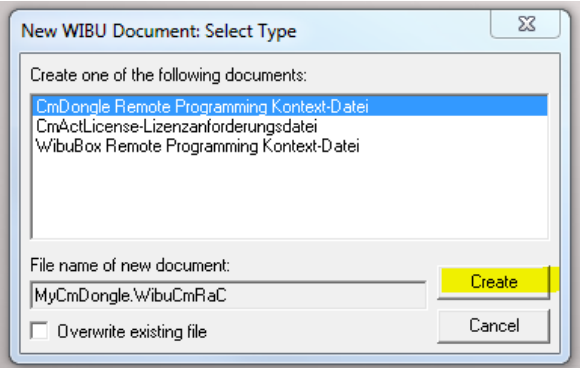 New WIBU Document: Select Type
Create one of the following documents:
CmDongle Remote Programming Kontext-Datei
CmActLicense-Lizenzanforderungsdatei
WibuBox Remote Programming Kontext-Datei
File name of new document:
Create
MyCmDongle.WibuCmRaC
Overwrite existing file
Cancel